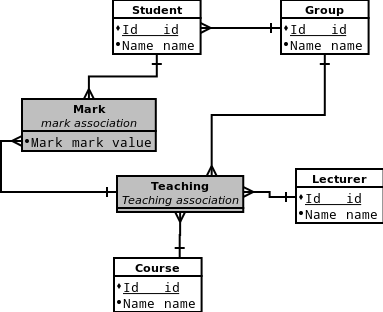 Student
Id id
Name name
Group
Id id
Name name
Mark
mark association
Mark mark value
Teaching
Teaching association
Lecturer
Id id
Name name
Course
Id id
Name name